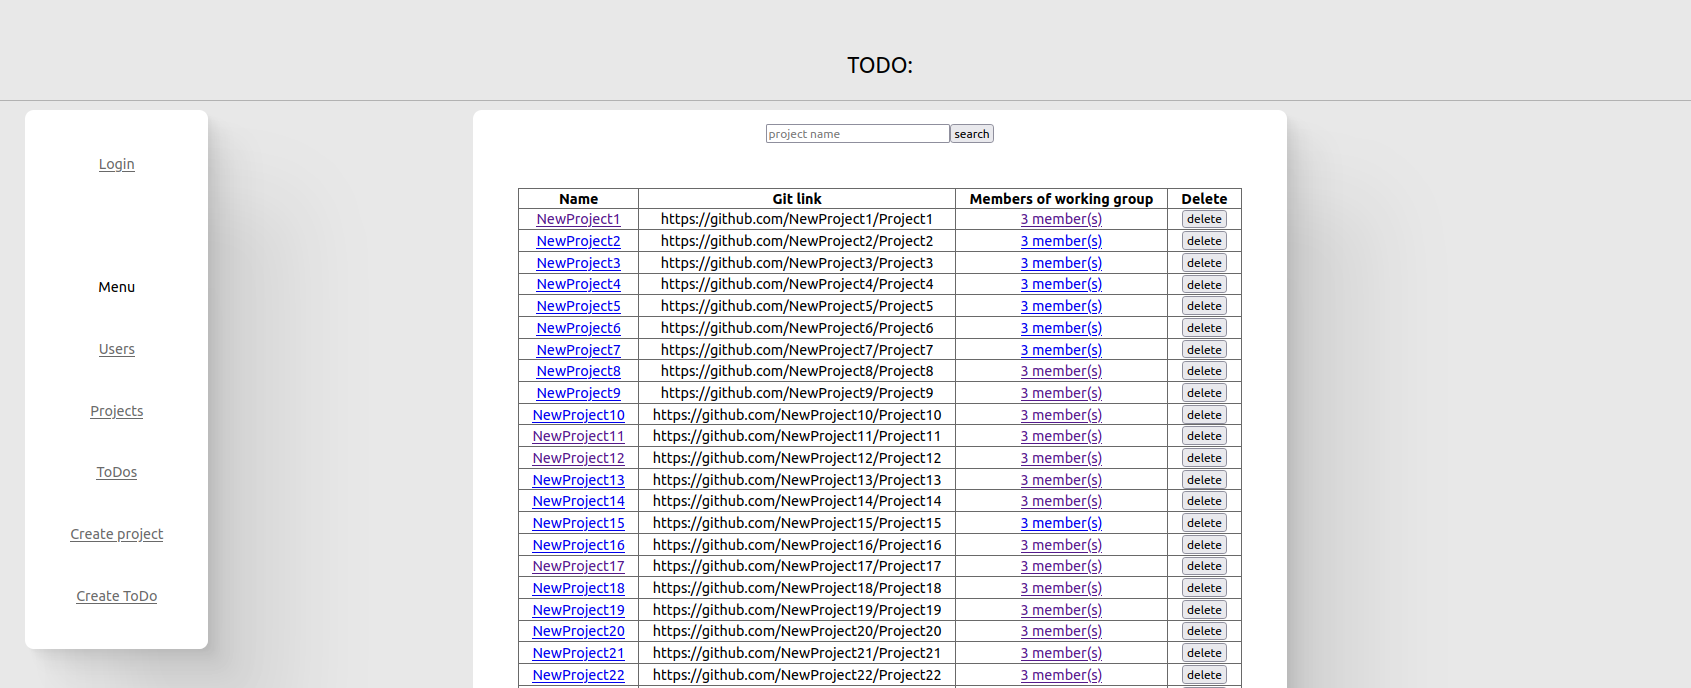 TODO:
Login
Menu
Users
Projects
ToDos
Create project
Create ToDo
project name search
Name Git link Members of working group Delete
NewProject1 https://github.com/NewProject1/Project1 3 member(s) delete
NewProject2 https://github.com/NewProject2/Project2 3 member(s) delete
NewProject3 https://github.com/NewProject3/Project3 3 member(s) delete
NewProject4 https://github.com/NewProject4/Project4 3 member(s) delete
NewProject5 https://github.com/NewProject5/Project5 3 member(s) delete
NewProject6 https://github.com/NewProject6/Project6 3 member(s) delete
NewProject7 https://github.com/NewProject7/Project7 3 member(s) delete
NewProject8 https://github.com/NewProject8/Project8 3 member(s) delete
NewProject9 https://github.com/NewProject9/Project9 3 member(s) delete
NewProject10 https://github.com/NewProject10/Project10 3 member(s) delete
NewProject11 https://github.com/NewProject11/Project11 3 member(s) delete
NewProject12 https://github.com/NewProject12/Project12 3 member(s) delete
NewProject13 https://github.com/NewProject13/Project13 3 member(s) delete
NewProject14 https://github.com/NewProject14/Project14 3 member(s) delete
NewProject15 https://github.com/NewProject15/Project15 3 member(s) delete
NewProject16 https://github.com/NewProject16/Project16 3 member(s) delete
NewProject17 https://github.com/NewProject17/Project17 3 member(s) delete
NewProject18 https://github.com/NewProject18/Project18 3 member(s) delete
NewProject19 https://github.com/NewProject19/Project19 3 member(s) delete
NewProject20 https://github.com/NewProject20/Project20 3 member(s) delete
NewProject21 https://github.com/NewProject21/Project21 3 member(s) delete
NewProject22 https://github.com/NewProject22/Project22 3 member(s) delete